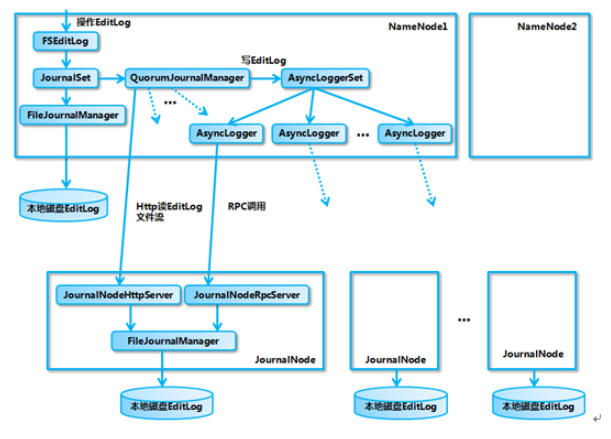 操作EditLog
NameNode1
NameNode2
FSEditLog
写EditLog
JournalSet
QuorumJournalManager
AsyncLoggerSet
...
FileJournalManager
AsyncLogger
AsyncLogger
...
AsyncLogger
本地磁盘EditLog
Http读EditLog
文件流
RPC调用
JournalNodeHttpServer
JournalNodeRpcServer
...
FileJournalManager
JournalNode
JournalNode
JournalNode
本地磁盘EditLog
本地磁盘EditLog
本地磁盘EditLog